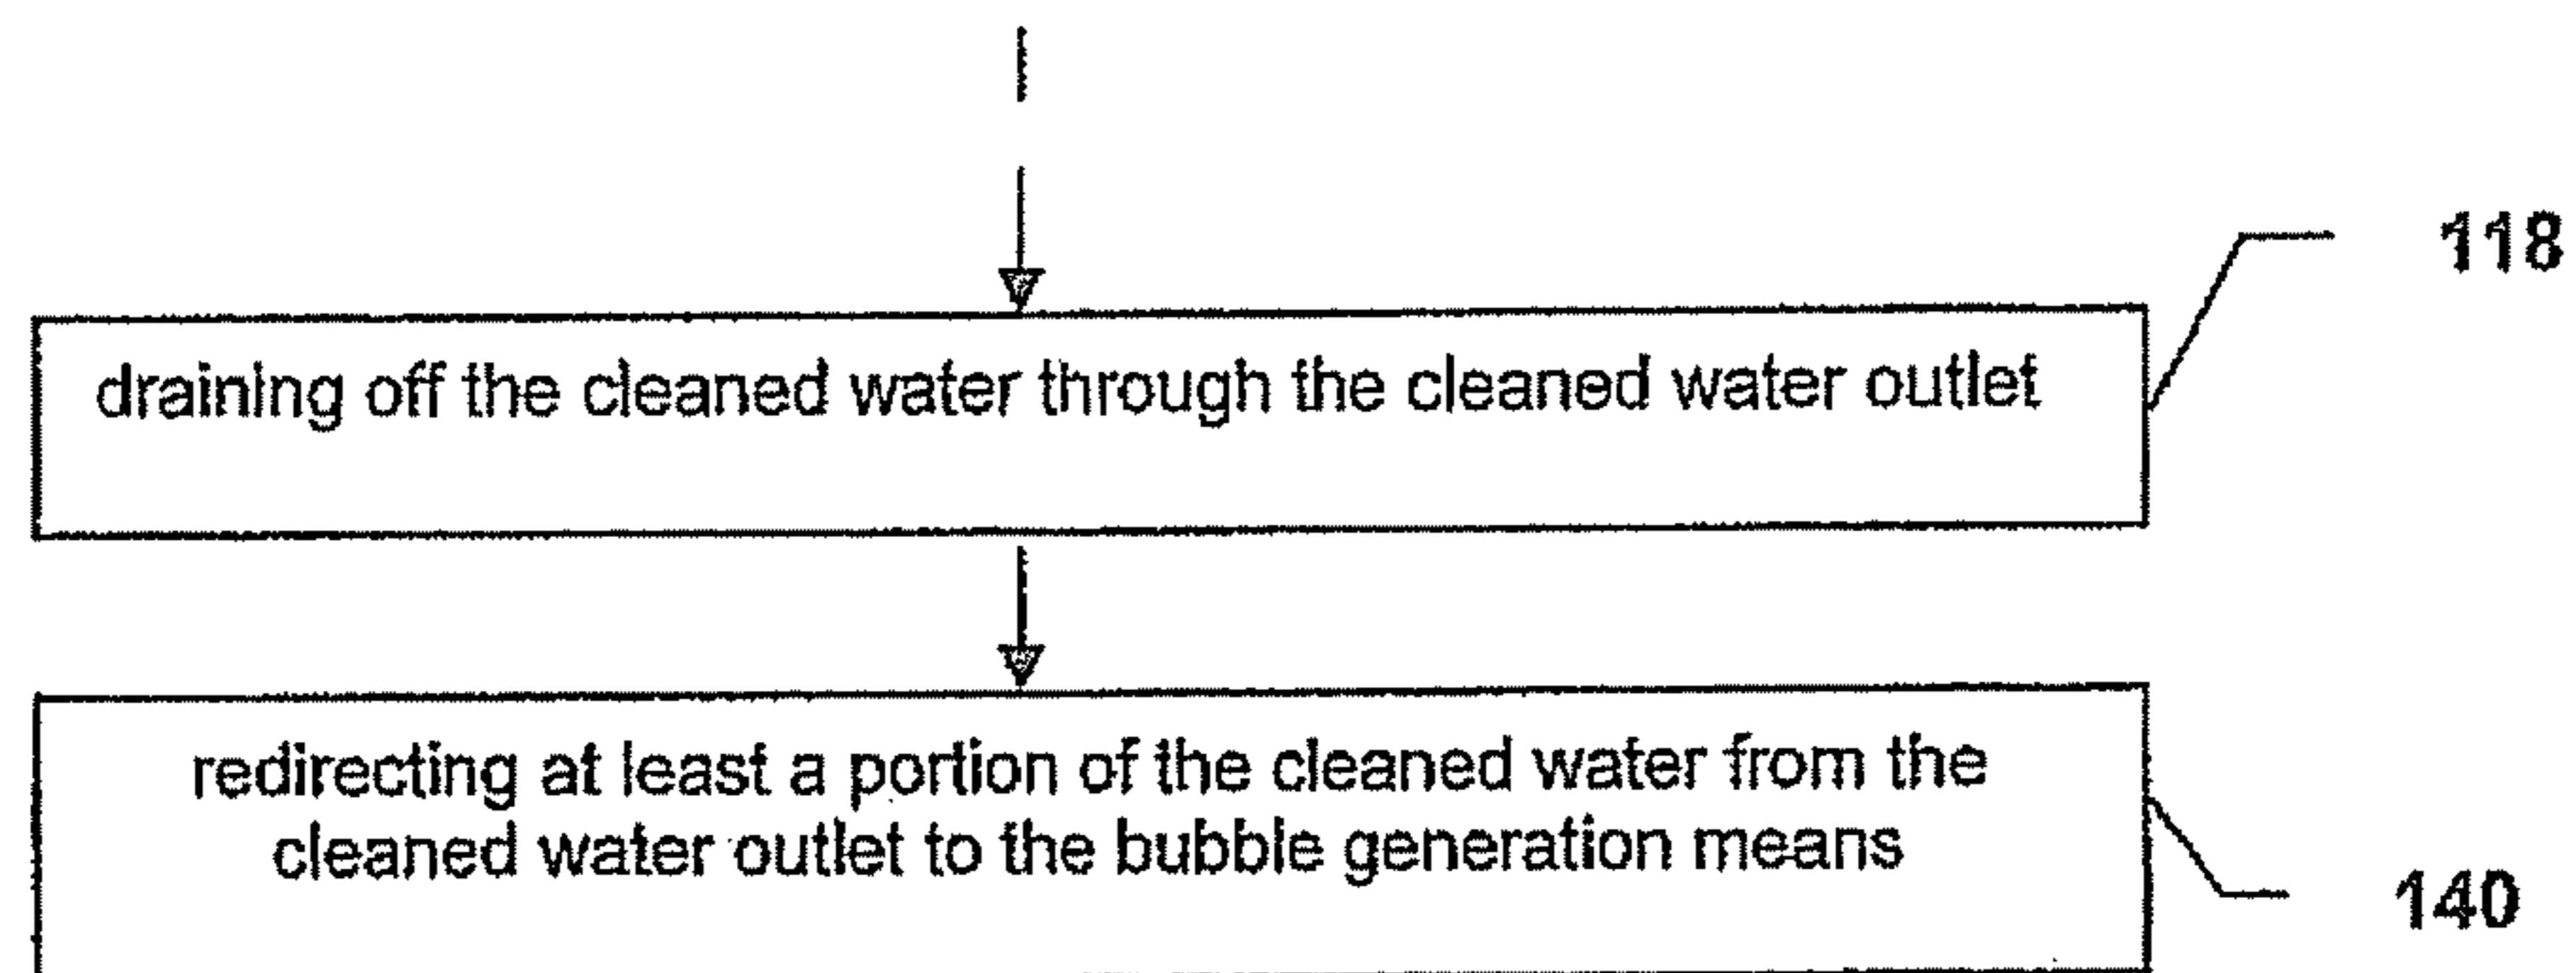 118
draining off the cleaned water through the cleaned water outlet
redirecting at least a portion of the cleaned water from the
cleaned water outlet to the bubble generation means
140